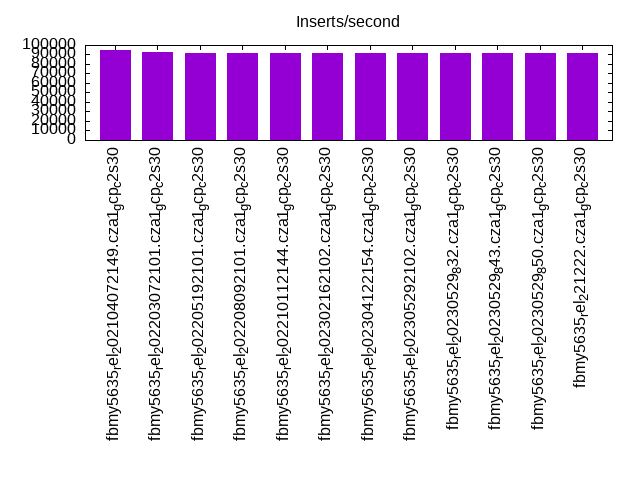 Inserts/second
100000
90000
80000
70000
60000
50000
40000
30000
20000
10000
0
fbmy5635rel202104072149.cza1gcpc2s30
fbmy5635rel202203072101.cza1gcpc2s30
fbmy5635rel202205192101.cza1gcpc2s30
fbmy5635rel202208092101.cza1gcpc2s30
fbmy5635rel202210112144.cza1gcpc2s30
fbmy5635rel202302162102.cza1gcpc2s30
fbmy5635rel202304122154.cza1gcpc2s30
fbmy5635rel202305292102.cza1gcpc2s30
fbmy5635rel20230529832.cza1gcpc2s30
fbmy5635rel20230529843.cza1gcpc2s30
fbmy5635rel20230529850.cza1gcpc2s30
fbmy5635rel221222.cza1gcpc2s30